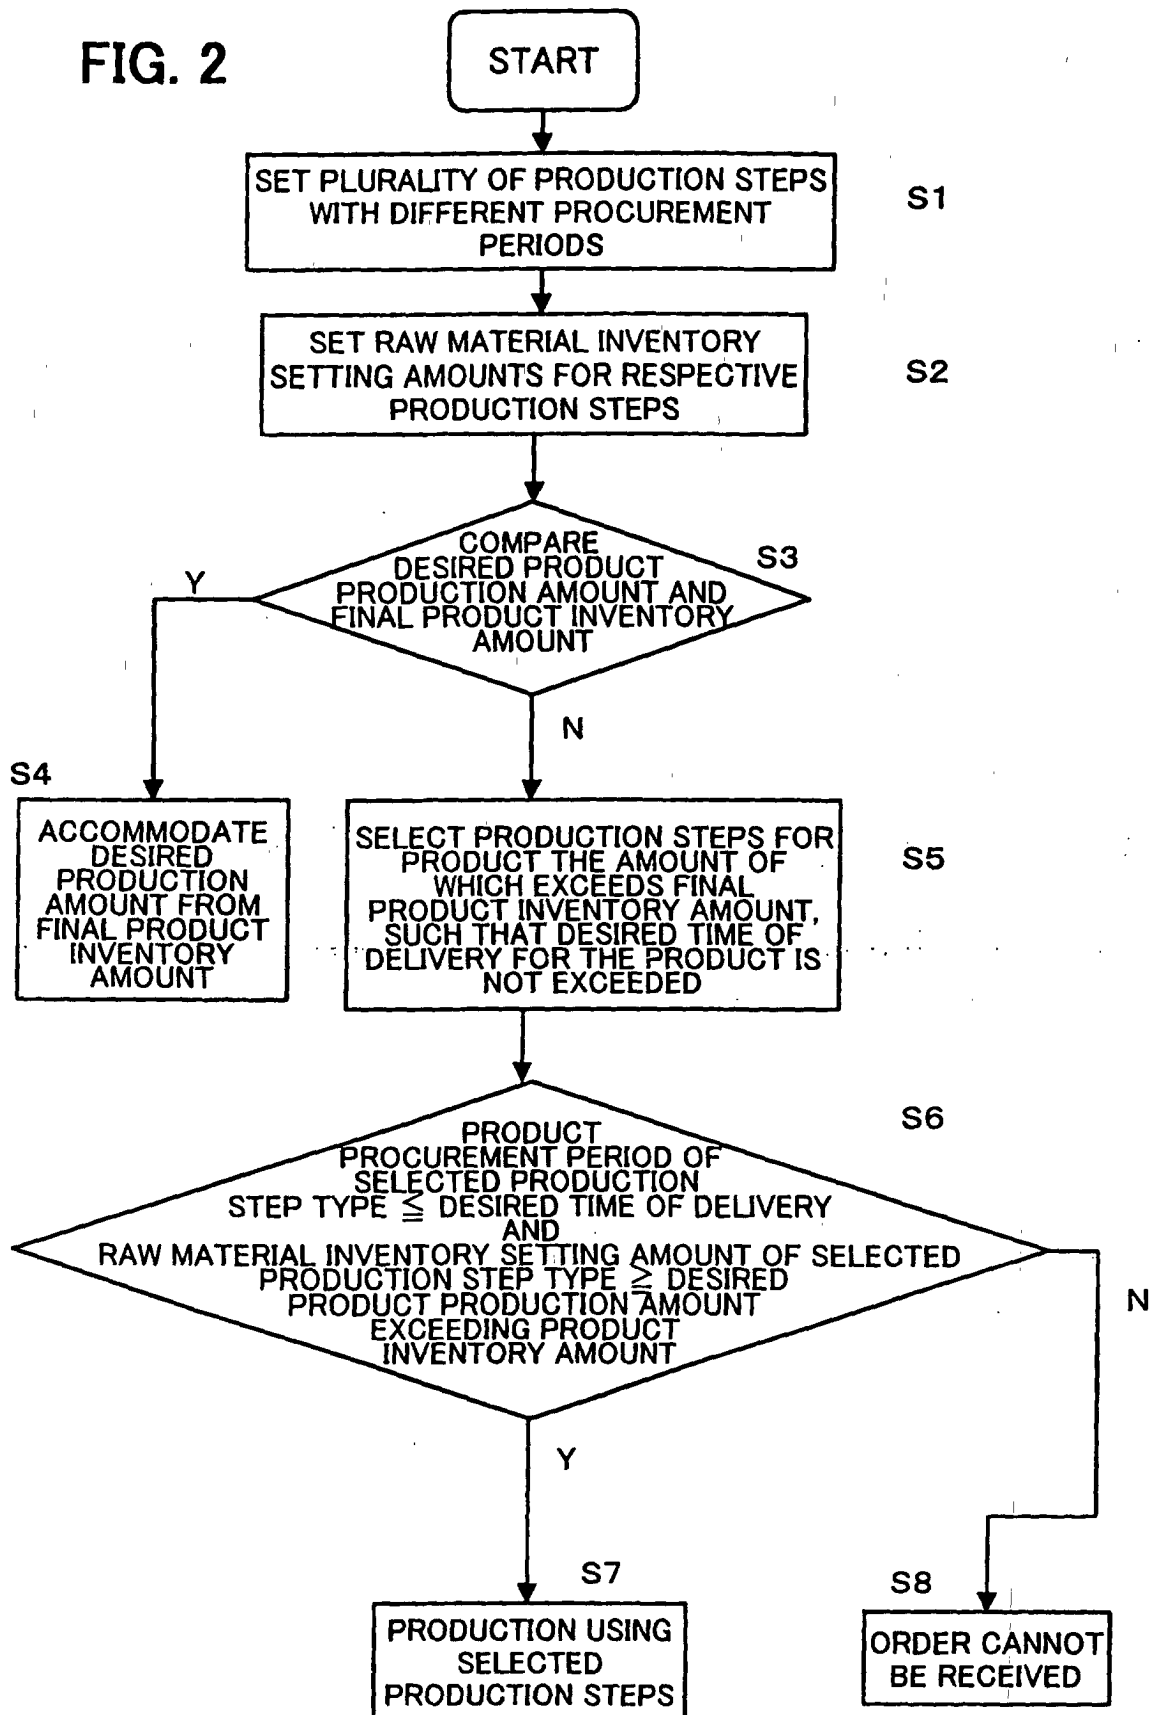 FIG. 2
START
SET PLURALITY OF PRODUCTION STEPS
WITH DIFFERENT PROCUREMENT
PERIODS
S1
SET RAW MATERIAL INVENTORY
SETTING AMOUNTS FOR RESPECTIVE
PRODUCTION STEPS
S2
COMPARE
DESIRED PRODUCT
PRODUCTION AMOUNT AND
FINAL PRODUCT INVENTORY
AMOUNT
S3
Y
N
S4
ACCOMMODATE
DESIRED
PRODUCTION
AMOUNT FROM
FINAL PRODUCT
INVENTORY
AMOUNT
SELECT PRODUCTION STEPS FOR
PRODUCT THE AMOUNT OF
WHICH EXCEEDS FINAL
PRODUCT INVENTORY AMOUNT,
SUCH THAT DESIRED TIME OF
DELIVERY FOR THE PRODUCT IS
NOT EXCEEDED
S5
S6
PRODUCT
PROCUREMENT PERIOD OF
SELECTED PRODUCTION
STEP TYPE ≦ DESIRED TIME OF DELIVERY
AND
RAW MATERIAL INVENTORY SETTING AMOUNT OF SELECTED
PRODUCTION STEP TYPE ≧ DESIRED
PRODUCT PRODUCTION AMOUNT
EXCEEDING PRODUCT
INVENTORY AMOUNT
N
Y
S7
PRODUCTION USING
SELECTED
PRODUCTION STEPS
S8
ORDER CANNOT
BE RECEIVED